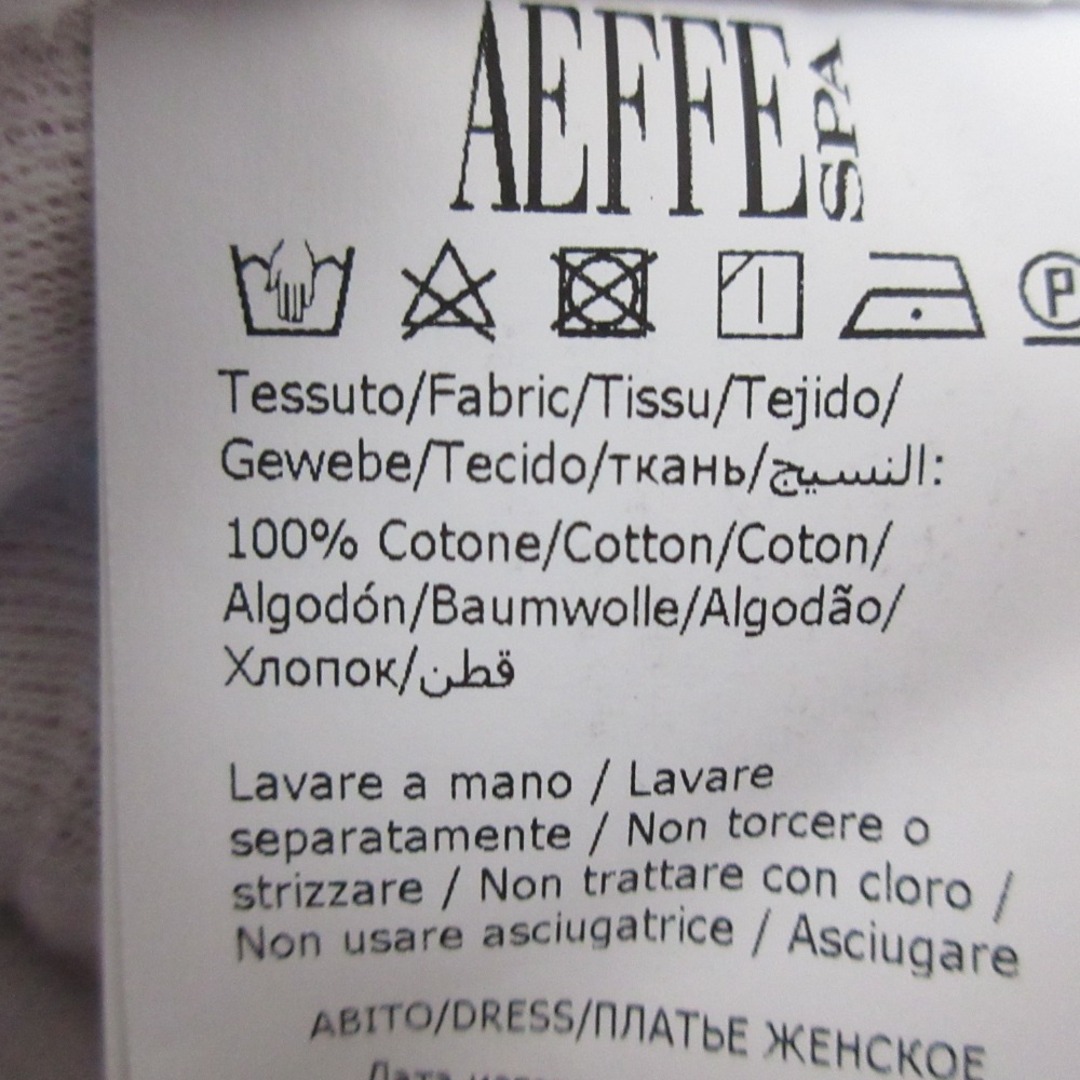 AEFFE SPA
P
Tessuto/Fabric/Tissu/Tejido/
Gewebe/Tecido/ткань/النسيج:
100% Cotone/Cotton/Coton/
Algodón/Baumwolle/Algodão/
Хлопок/قطن
Lavare a mano / Lavare
separatamente / Non torcere o
strizzare / Non trattare con cloro /
Non usare asciugatrice / Asciugare
ABITO/DRESS/ПЛАТЬЕ ЖЕНСКОЕ
Дата